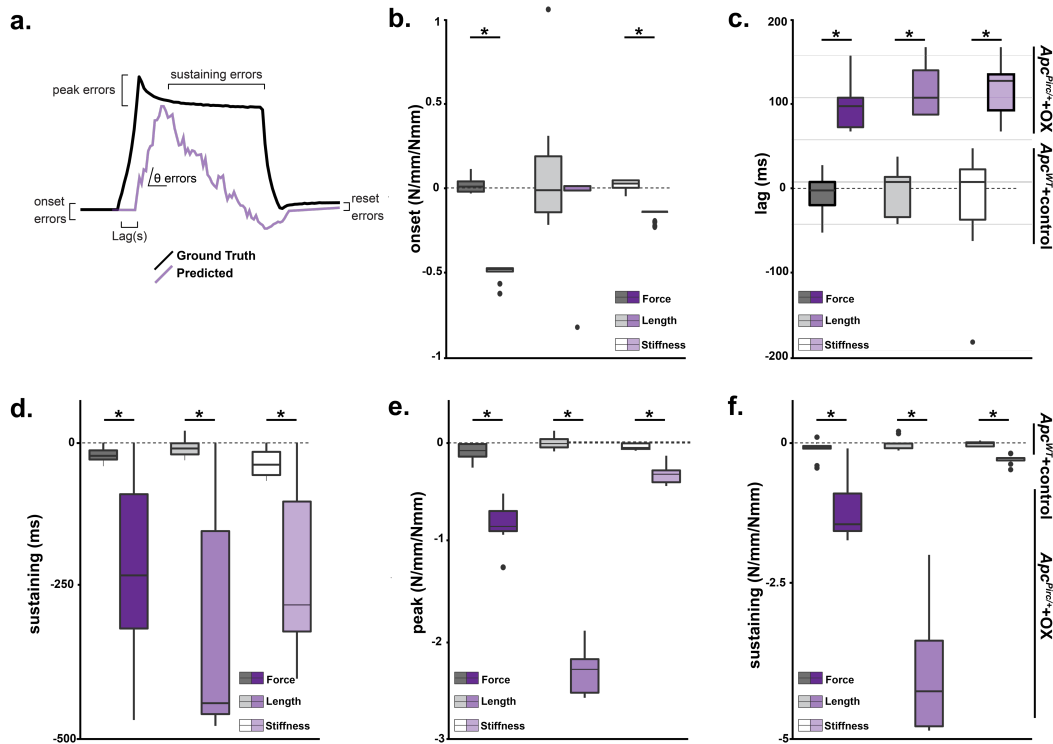 a.
sustaining errors
peak errors
θ errors
onset
errors
reset
errors
Lag(s)
Ground Truth
Predicted
b.
onset (N/mm/Nmm)
1
0.5
0
-0.5
-1
*
*
Force
Length
Stiffness
c.
lag (ms)
200
100
0
-100
-200
*
*
*
Force
Length
Stiffness
Apc^Pirc/+ +OX
Apc^WT+control
d.
sustaining (ms)
0
-250
-500
*
*
*
Force
Length
Stiffness
e.
peak (N/mm/Nmm)
0
-1
-2
-3
*
*
*
Force
Length
Stiffness
f.
sustaining (N/mm/Nmm)
0
-2.5
-5
*
*
*
Force
Length
Stiffness
Apc^WT+control
Apc^Pirc/+ +OX